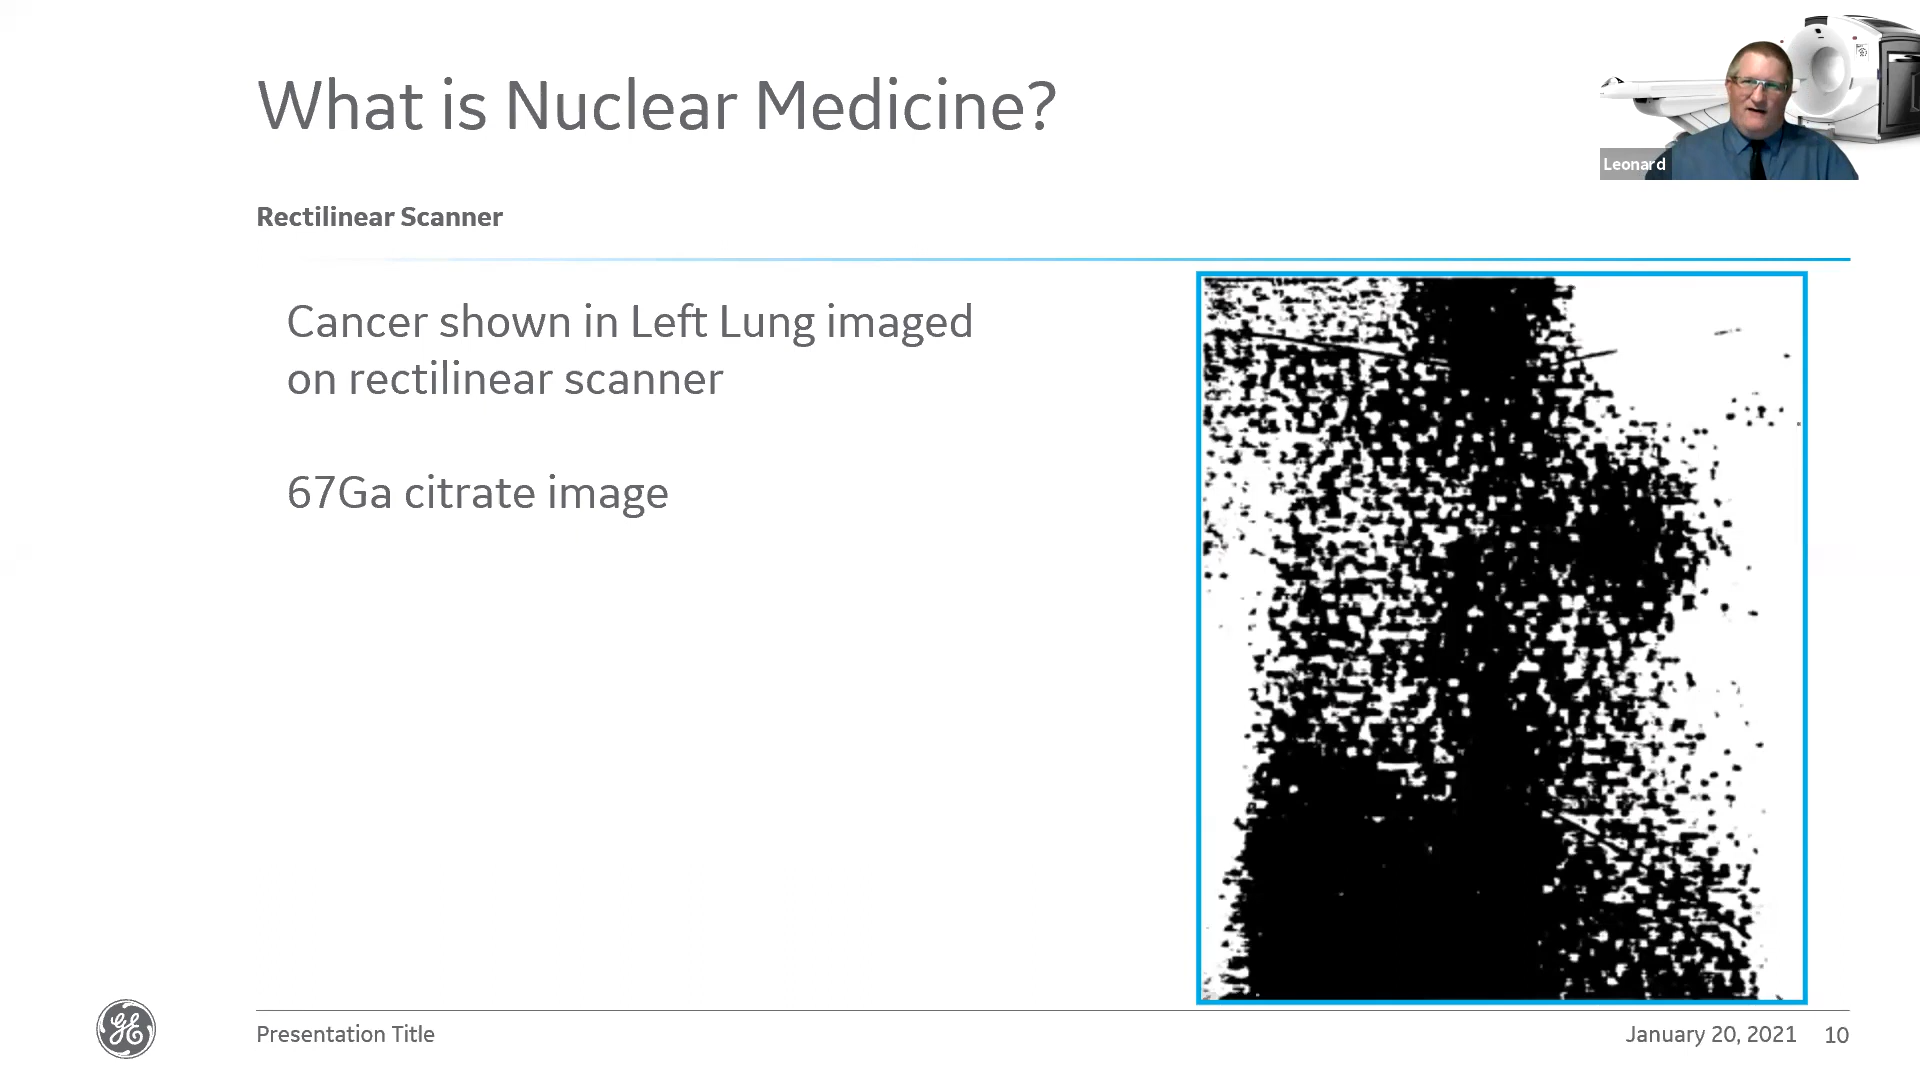 What is Nuclear Medicine?
Leonard
Rectilinear Scanner
Cancer shown in Left Lung imaged
on rectilinear scanner
67Ga citrate image
GE
Presentation Title
January 20, 2021 10